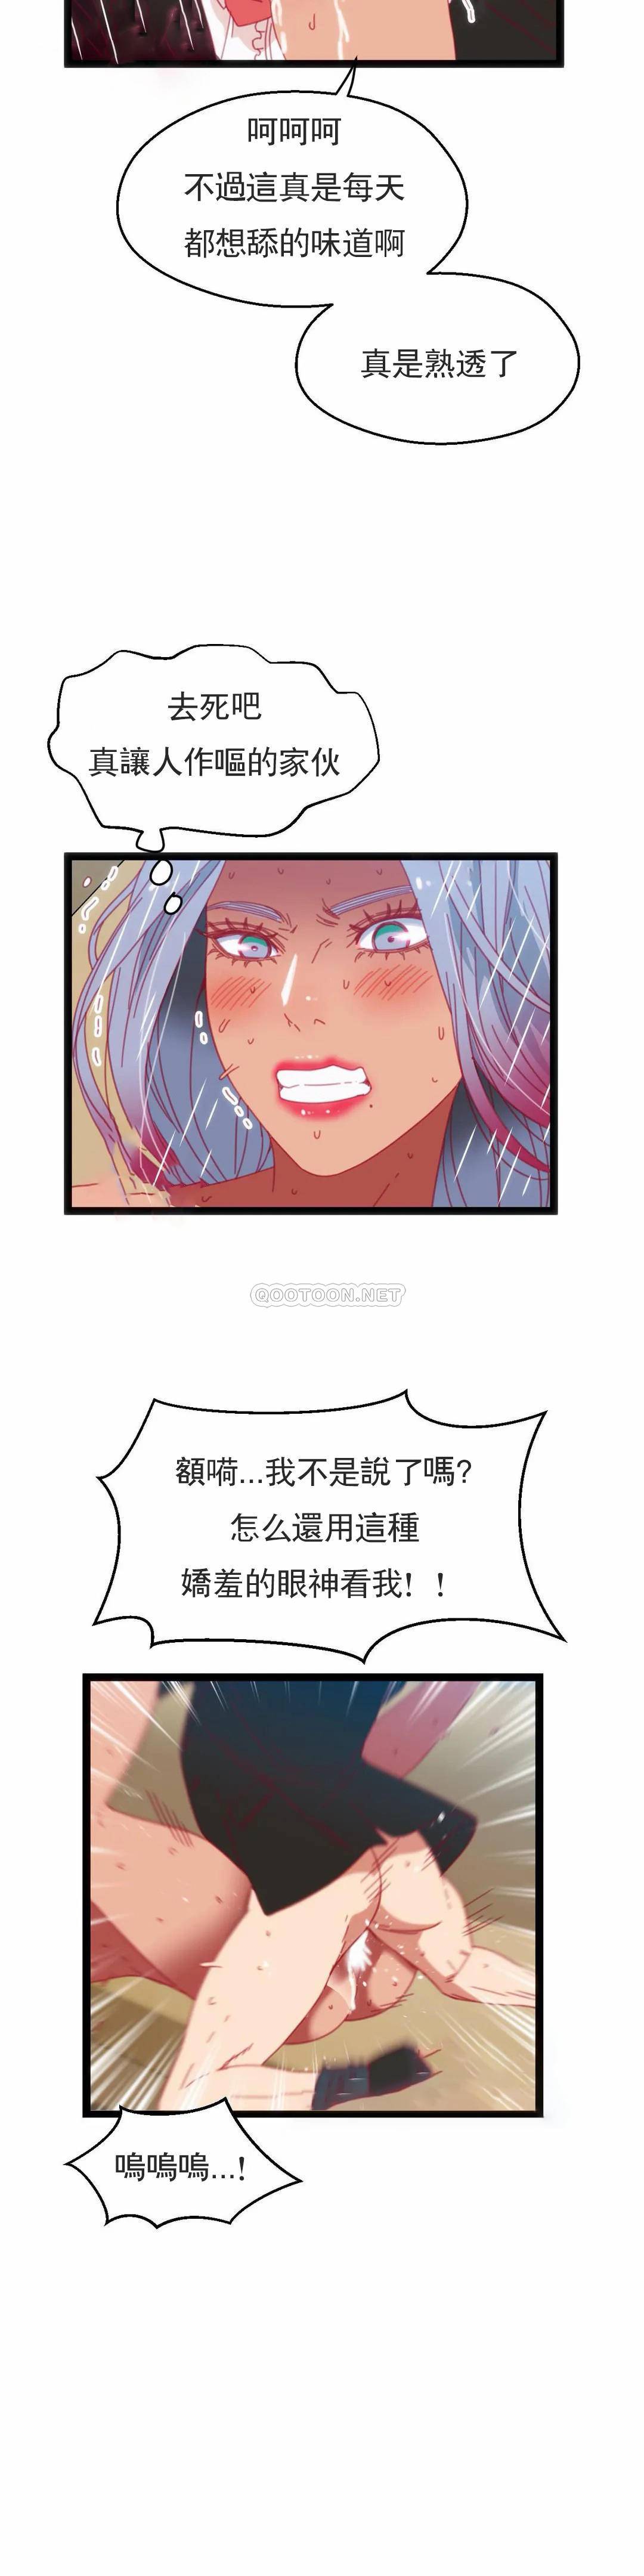 呵呵呵
不過這真是每天
都想舔的味道啊
真是熟透了
去死吧
真讓人作嘔的家伙
QOOTOON.NET
額嗬...我不是說了嗎?
怎么還用這種
嬌羞的眼神看我！！
嗚嗚嗚...!